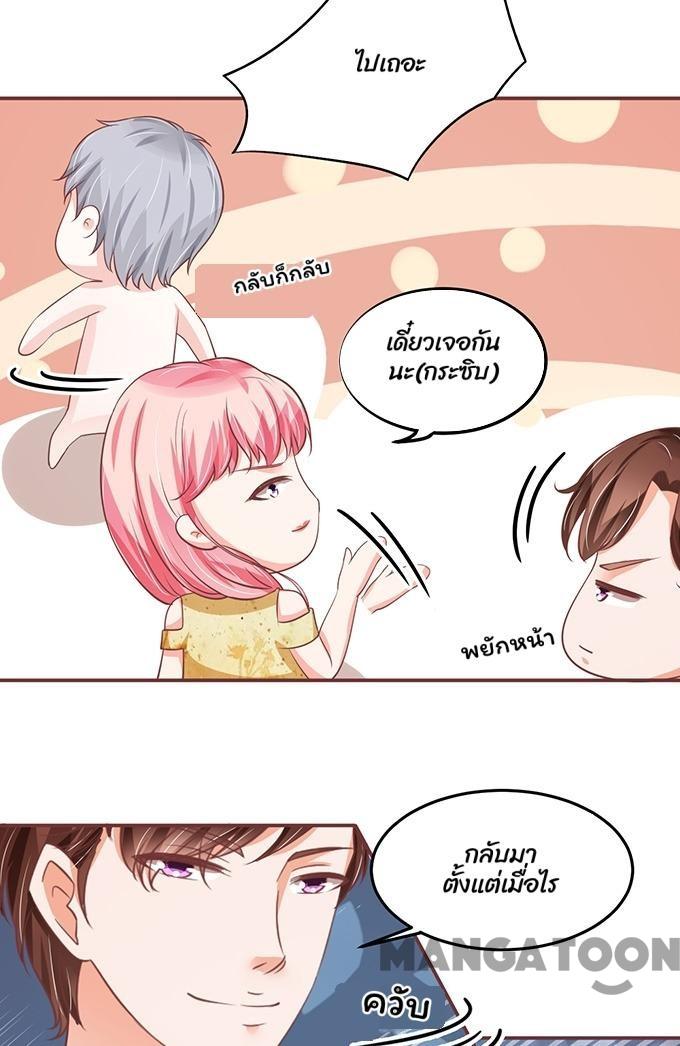 ไปเถอะ
กลับก็กลับ
เดี๋ยวเจอกัน
นะ(กระซิบ)
พยักหน้า
กลับมา
ตั้งแต่เมื่อไร
MANGATOON
ควับ